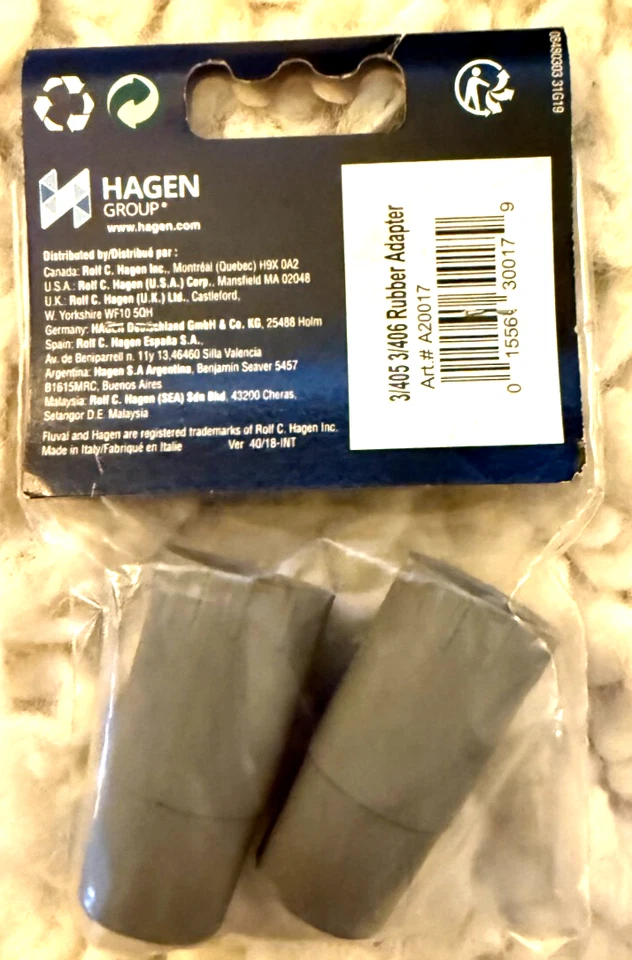 HAGEN
GROUP®
www.hagen.com
Distributed by/Distribué par :
Canada: Rolf C. Hagen Inc., Montréal (Quebec) H9X 0A2
U.S.A.: Rolf C. Hagen (U.S.A.) Corp., Mansfield MA 02048
U.K.: Rolf C. Hagen (U.K.) Ltd., Castleford,
W. Yorkshire WF10 5QH
Germany: HAGEN Deutschland GmbH & Co. KG, 25488 Holm
Spain: Rolf C. Hagen España S.A.,
Av. de Beniparrell n. 11y 13,46460 Silla Valencia
Argentina: Hagen S.A Argentina, Benjamin Seaver 5457
B1615MRC, Buenos Aires
Malaysia: Rolf C. Hagen (SEA) Sdn Bhd, 43200 Cheras,
Selangor D.E. Malaysia
Fluval and Hagen are registered trademarks of Rolf C. Hagen Inc.
Made in Italy/Fabriqué en Italie Ver 40/18-INT
3/405 3/406 Rubber Adapter
Art.# A20017
0 15561 30017 9